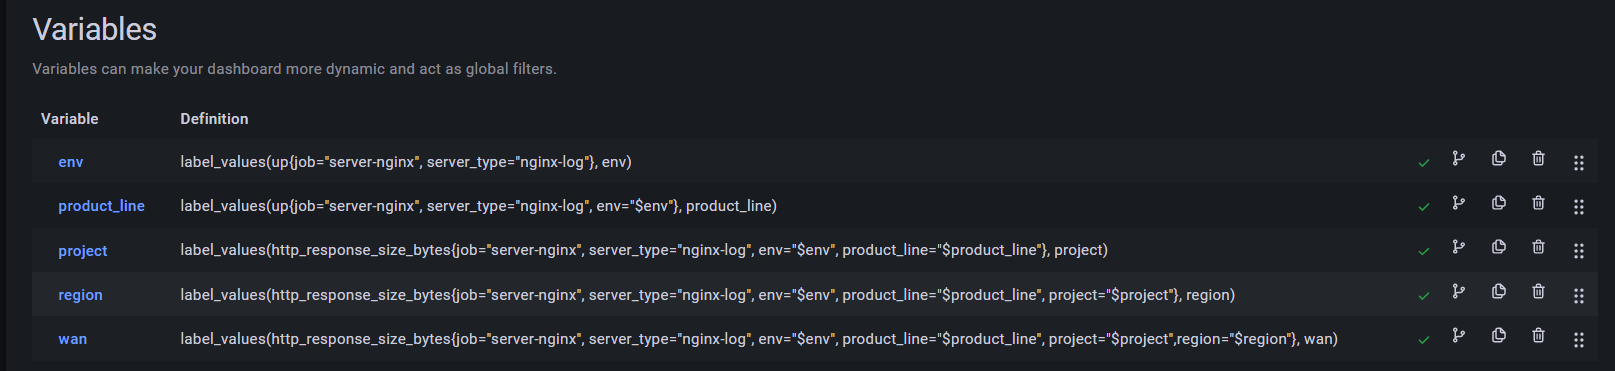 Variables
Variables can make your dashboard more dynamic and act as global filters.
Variable Definition
env label_values(up{job="server-nginx", server_type="nginx-log"}, env)
product_line label_values(up{job="server-nginx", server_type="nginx-log", env="$env"}, product_line)
project label_values(http_response_size_bytes{job="server-nginx", server_type="nginx-log", env="$env", product_line="$product_line"}, project)
region label_values(http_response_size_bytes{job="server-nginx", server_type="nginx-log", env="$env", product_line="$product_line", project="$project"}, region)
wan label_values(http_response_size_bytes{job="server-nginx", server_type="nginx-log", env="$env", product_line="$product_line", project="$project",region="$region"}, wan)